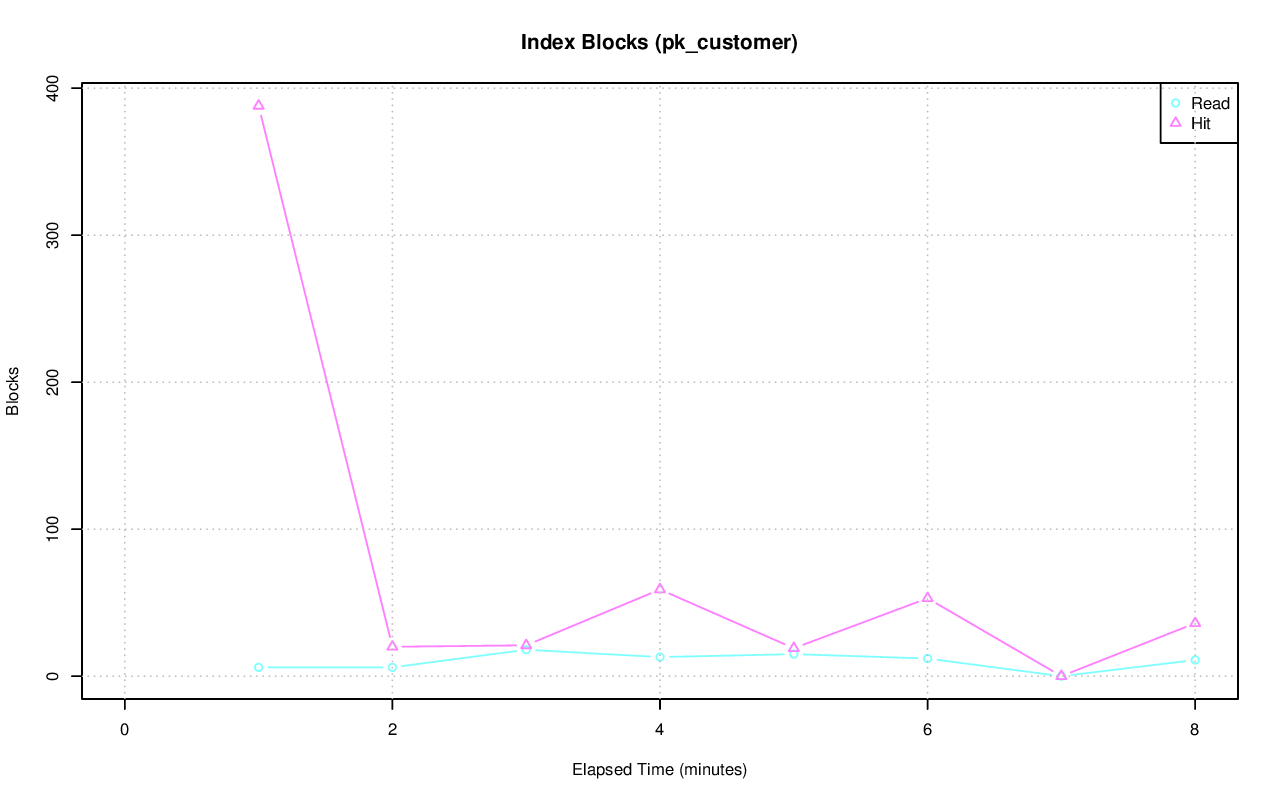 Index Blocks (pk_customer)
Read
Hit
400
300
200
100
0
Blocks
0 2 4 6 8
Elapsed Time (minutes)